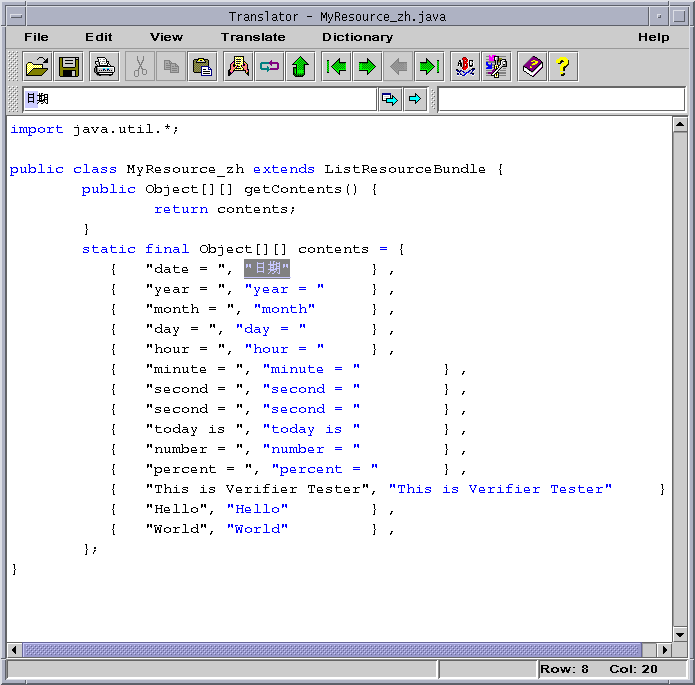 Translator - MyResource_zh.java
File Edit View Translate Dictionary Help
ABC ?
日期
import java.util.*;
public class MyResource_zh extends ListResourceBundle {
public Object[][] getContents() {
return contents;
}
static final Object[][] contents = {
{ "date = ", "日期" } ,
{ "year = ", "year = " } ,
{ "month = ", "month" } ,
{ "day = ", "day = " } ,
{ "hour = ", "hour = " } ,
{ "minute = ", "minute = " } ,
{ "second = ", "second = " } ,
{ "second = ", "second = " } ,
{ "today is ", "today is " } ,
{ "number = ", "number = " } ,
{ "percent = ", "percent = " } ,
{ "This is Verifier Tester", "This is Verifier Tester" }
{ "Hello", "Hello" } ,
{ "World", "World" } ,
};
}
Row: 8 Col: 20